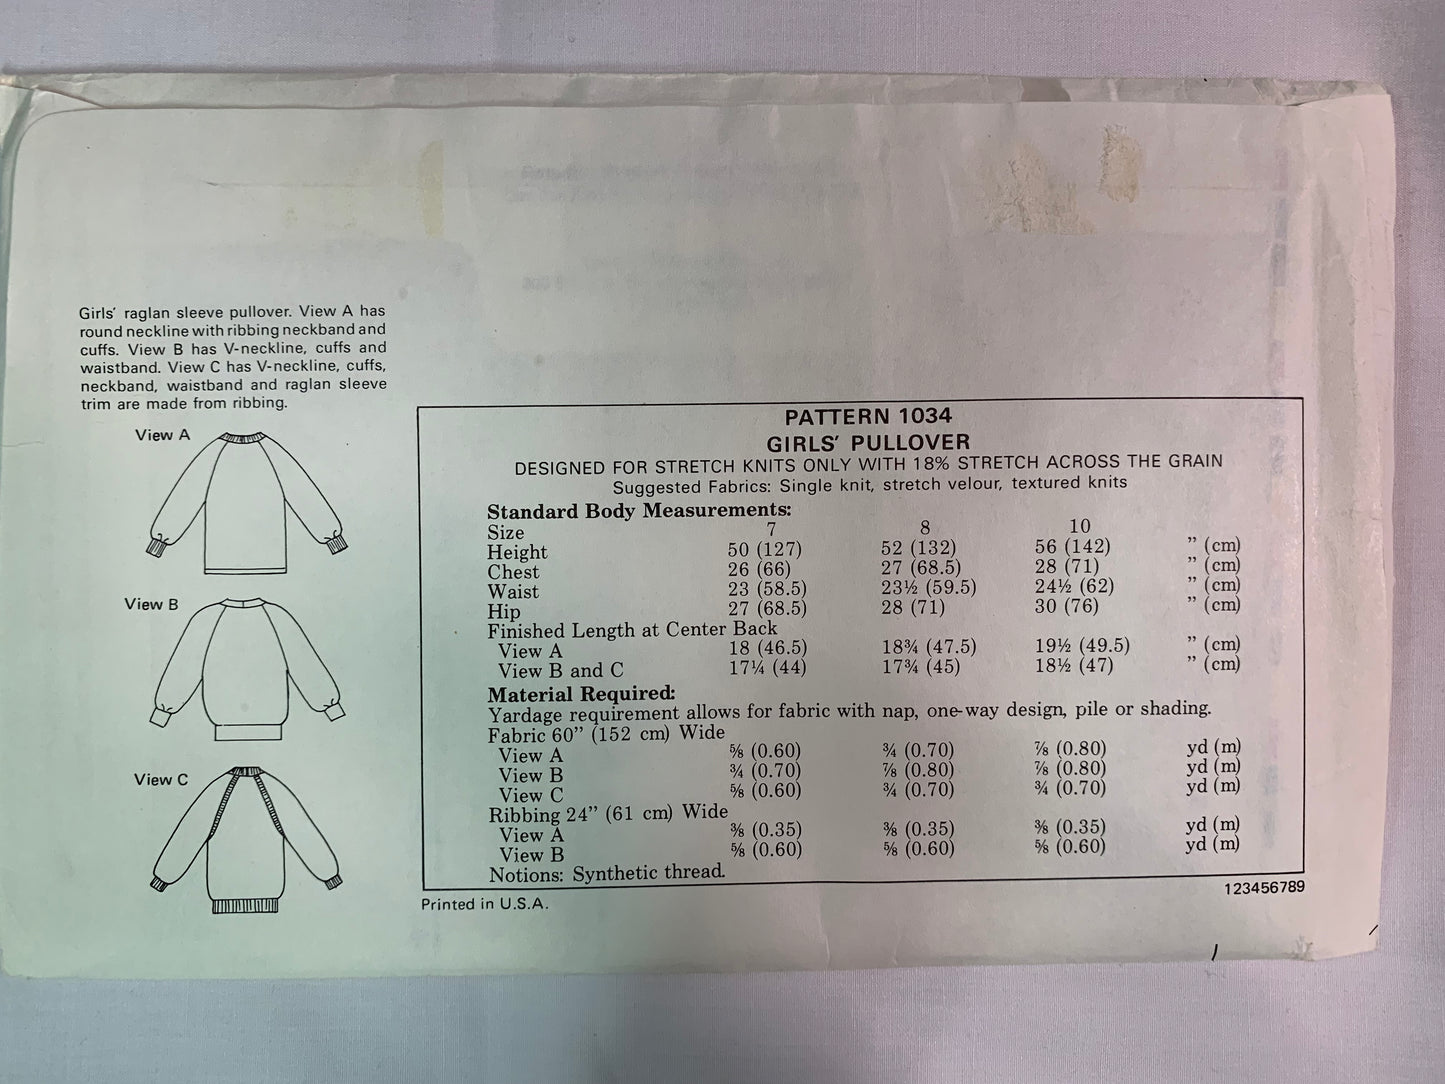 Girls' raglan sleeve pullover. View A has
round neckline with ribbing neckband and
cuffs. View B has V-neckline, cuffs and
waistband. View C has V-neckline, cuffs,
neckband, waistband and raglan sleeve
trim are made from ribbing.
View A
View B
View C
PATTERN 1034
GIRLS' PULLOVER
DESIGNED FOR STRETCH KNITS ONLY WITH 18% STRETCH ACROSS THE GRAIN
Suggested Fabrics: Single knit, stretch velour, textured knits
Standard Body Measurements:
Size 7 8 10
Height 50 (127) 52 (132) 56 (142) ” (cm)
Chest 26 (66) 27 (68.5) 28 (71) ” (cm)
Waist 23 (58.5) 23½ (59.5) 24½ (62) ” (cm)
Hip 27 (68.5) 28 (71) 30 (76) ” (cm)
Finished Length at Center Back
View A 18 (46.5) 18¾ (47.5) 19½ (49.5) ” (cm)
View B and C 17¼ (44) 17¾ (45) 18½ (47) ” (cm)
Material Required:
Yardage requirement allows for fabric with nap, one-way design, pile or shading.
Fabric 60” (152 cm) Wide
View A ⅝ (0.60) ¾ (0.70) ⅞ (0.80) yd (m)
View B ¾ (0.70) ⅞ (0.80) ⅞ (0.80) yd (m)
View C ⅝ (0.60) ¾ (0.70) ¾ (0.70) yd (m)
Ribbing 24” (61 cm) Wide
View A ⅜ (0.35) ⅜ (0.35) ⅜ (0.35) yd (m)
View B ⅝ (0.60) ⅝ (0.60) ⅝ (0.60) yd (m)
Notions: Synthetic thread.
Printed in U.S.A.
123456789